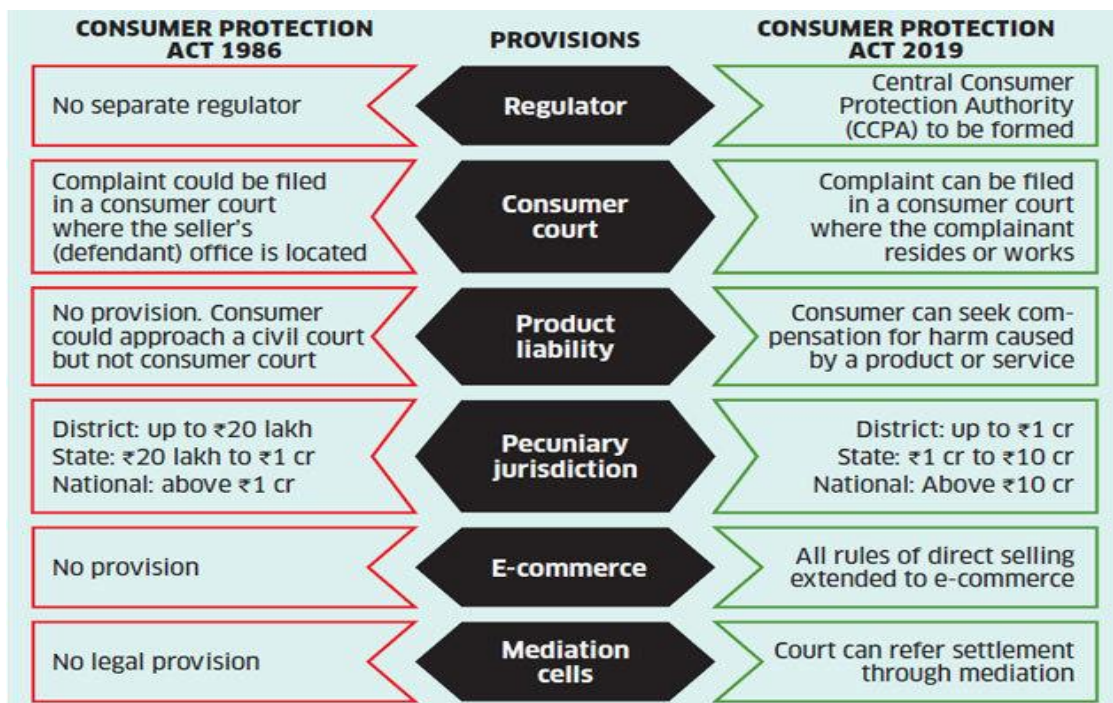 CONSUMER PROTECTION
ACT 1986
PROVISIONS
CONSUMER PROTECTION
ACT 2019
No separate regulator
Regulator
Central Consumer
Protection Authority
(CCPA) to be formed
Complaint could be filed
in a consumer court
where the seller's
(defendant) office is located
Consumer
court
Complaint can be filed
in a consumer court
where the complainant
resides or works
No provision. Consumer
could approach a civil court
but not consumer court
Product
liability
Consumer can seek com-
pensation for harm caused
by a product or service
District: up to ₹20 lakh
State: ₹20 lakh to ₹1 cr
National: above ₹1 cr
Pecuniary
jurisdiction
District: up to ₹1 cr
State: ₹1 cr to ₹10 cr
National: Above ₹10 cr
No provision
E-commerce
All rules of direct selling
extended to e-commerce
No legal provision
Mediation
cells
Court can refer settlement
through mediation